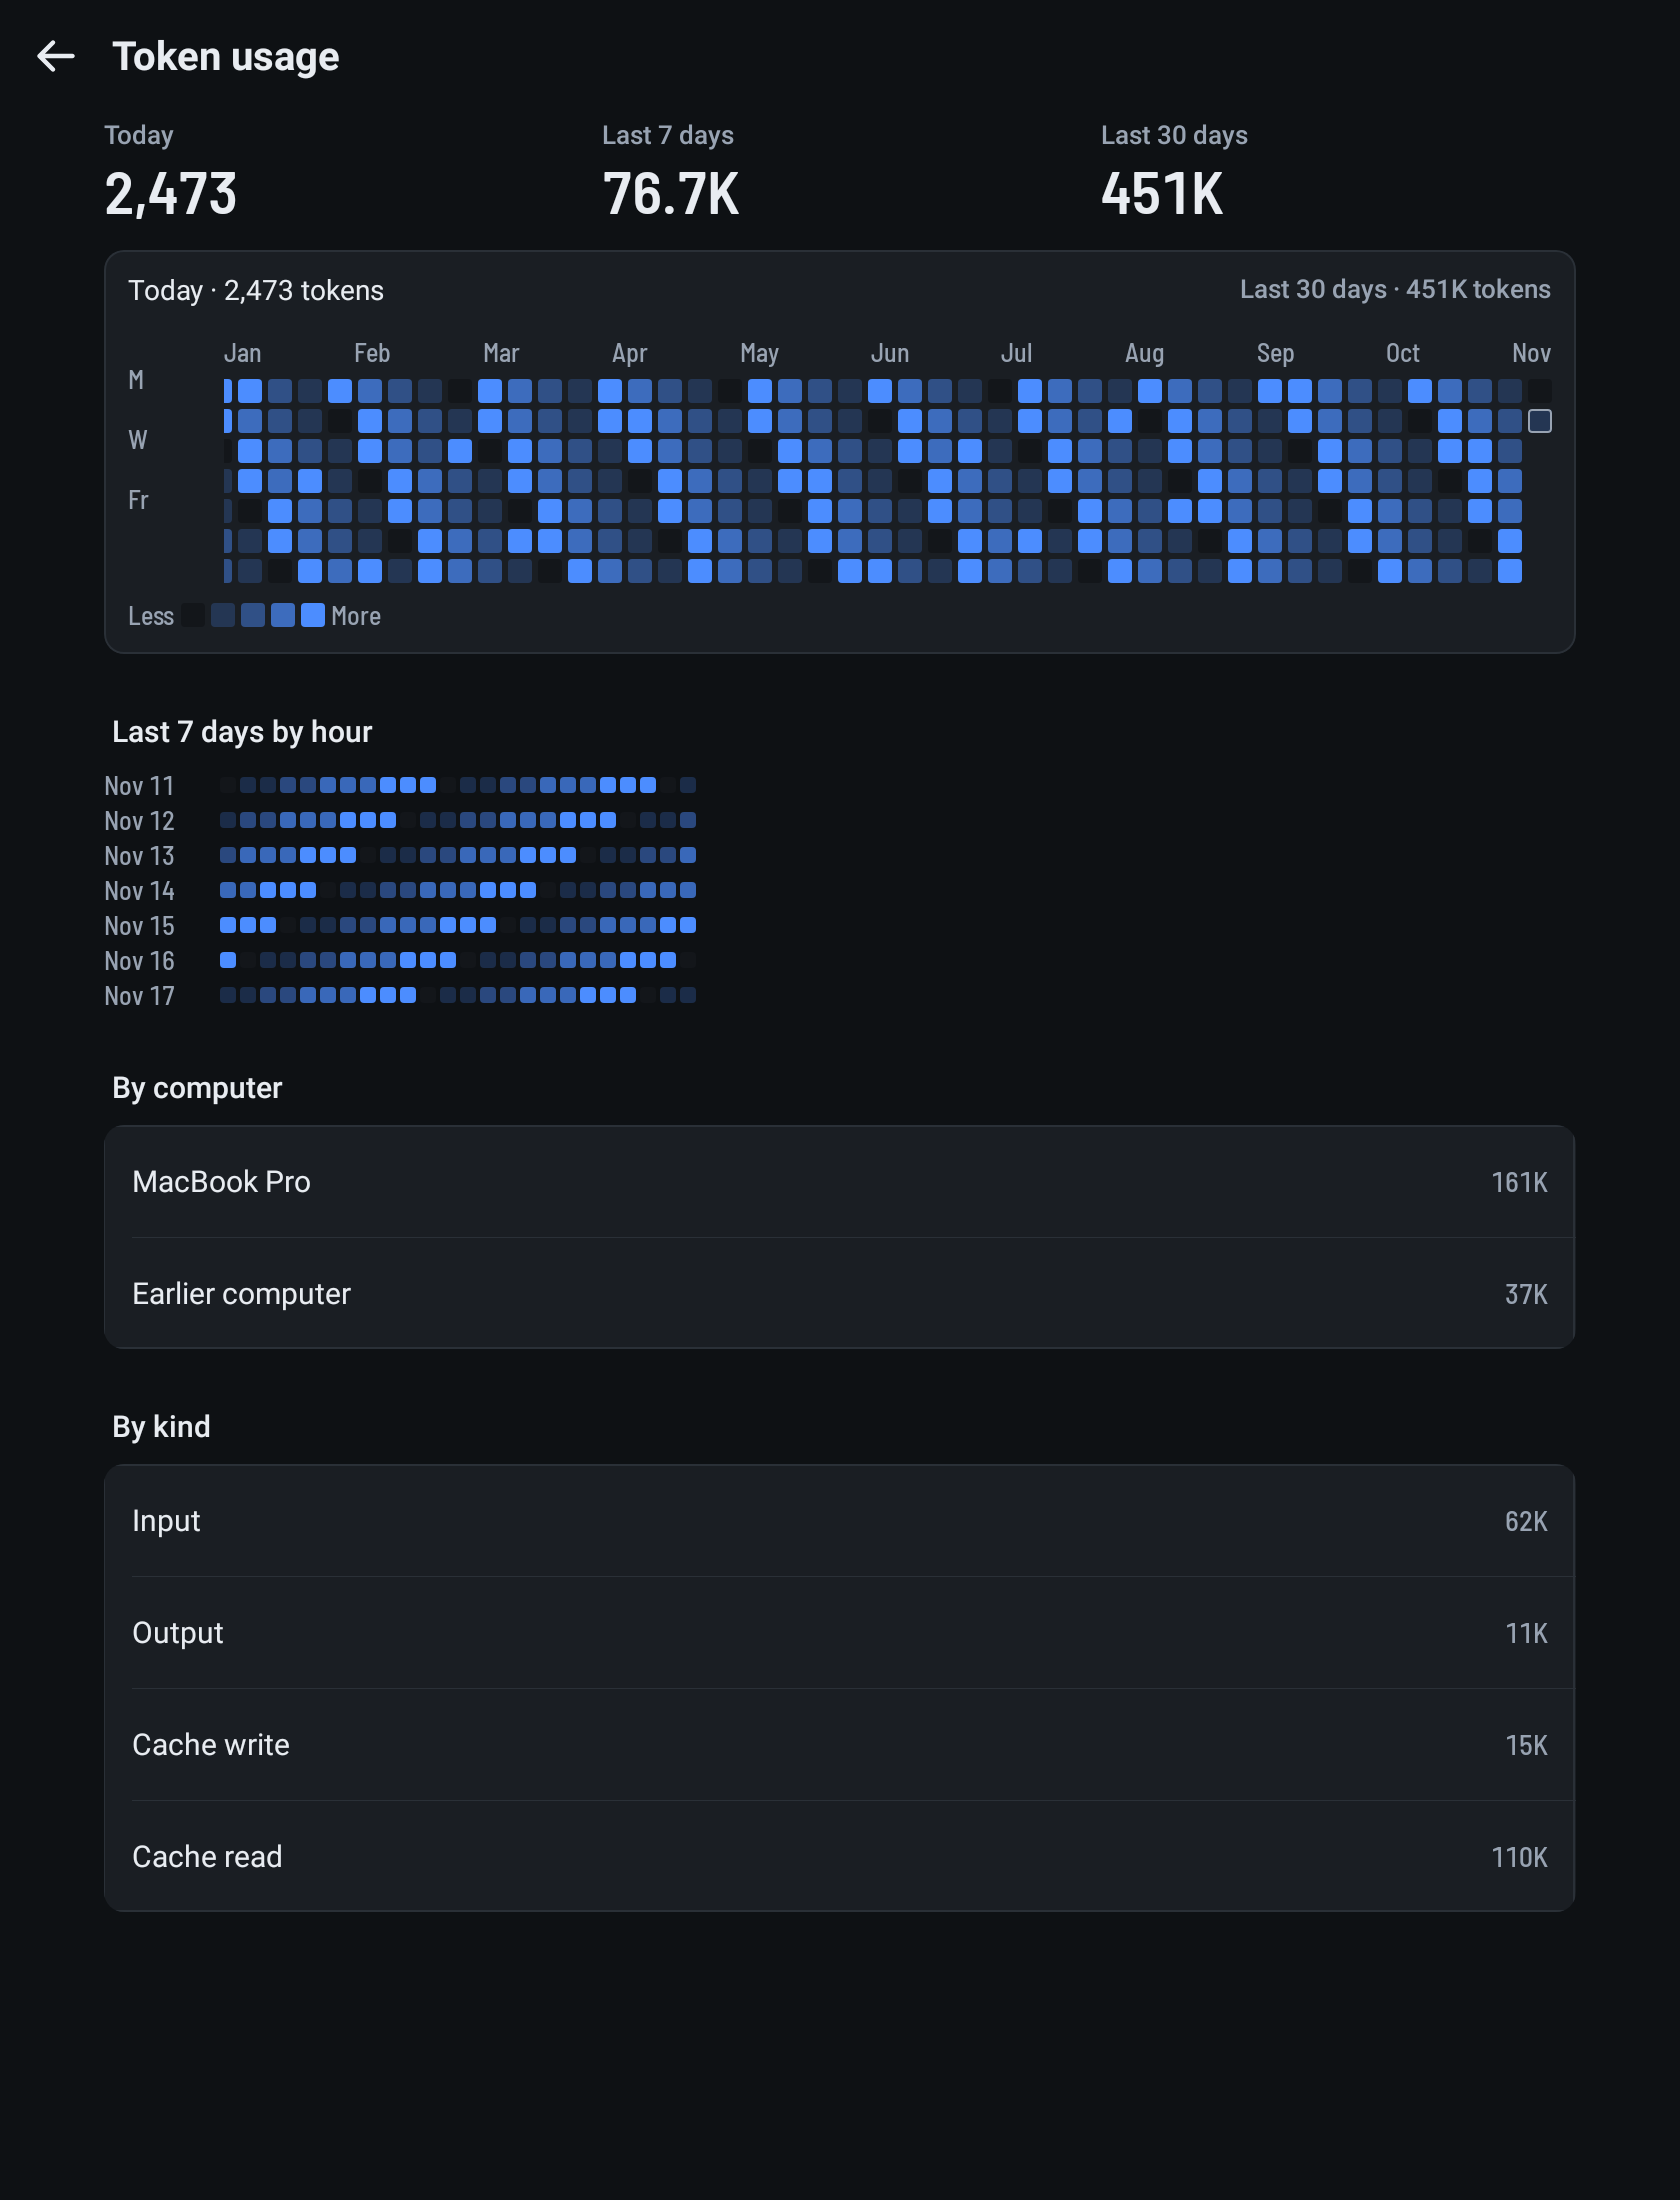 Token usage
Today
2,473
Last 7 days
76.7K
Last 30 days
451K
Today · 2,473 tokens
Last 30 days · 451K tokens
Jan Feb Mar Apr May Jun Jul Aug Sep Oct Nov
M
W
Fr
Less More
Last 7 days by hour
Nov 11
Nov 12
Nov 13
Nov 14
Nov 15
Nov 16
Nov 17
By computer
MacBook Pro 161K
Earlier computer 37K
By kind
Input 62K
Output 11K
Cache write 15K
Cache read 110K